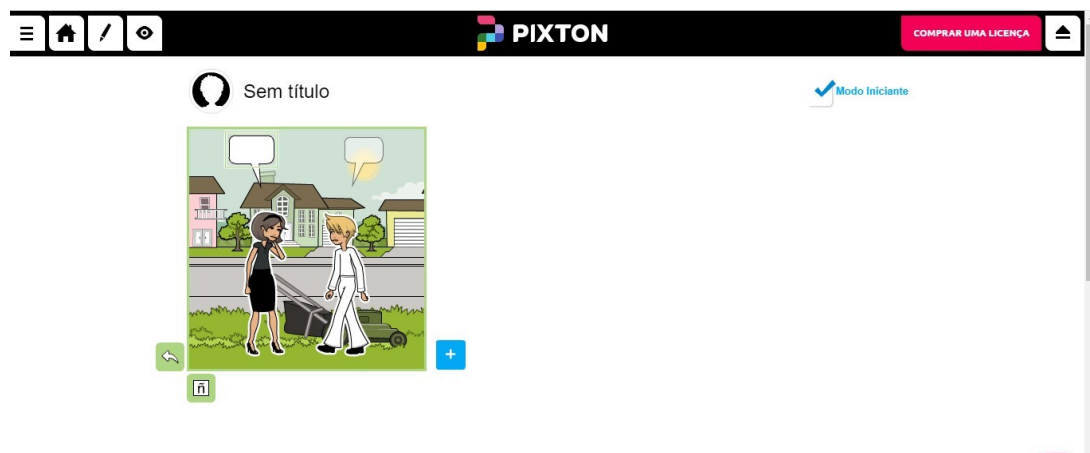 PIXTON
COMPRAR UMA LICENÇA
Sem título
Modo Iniciante
+
ñ